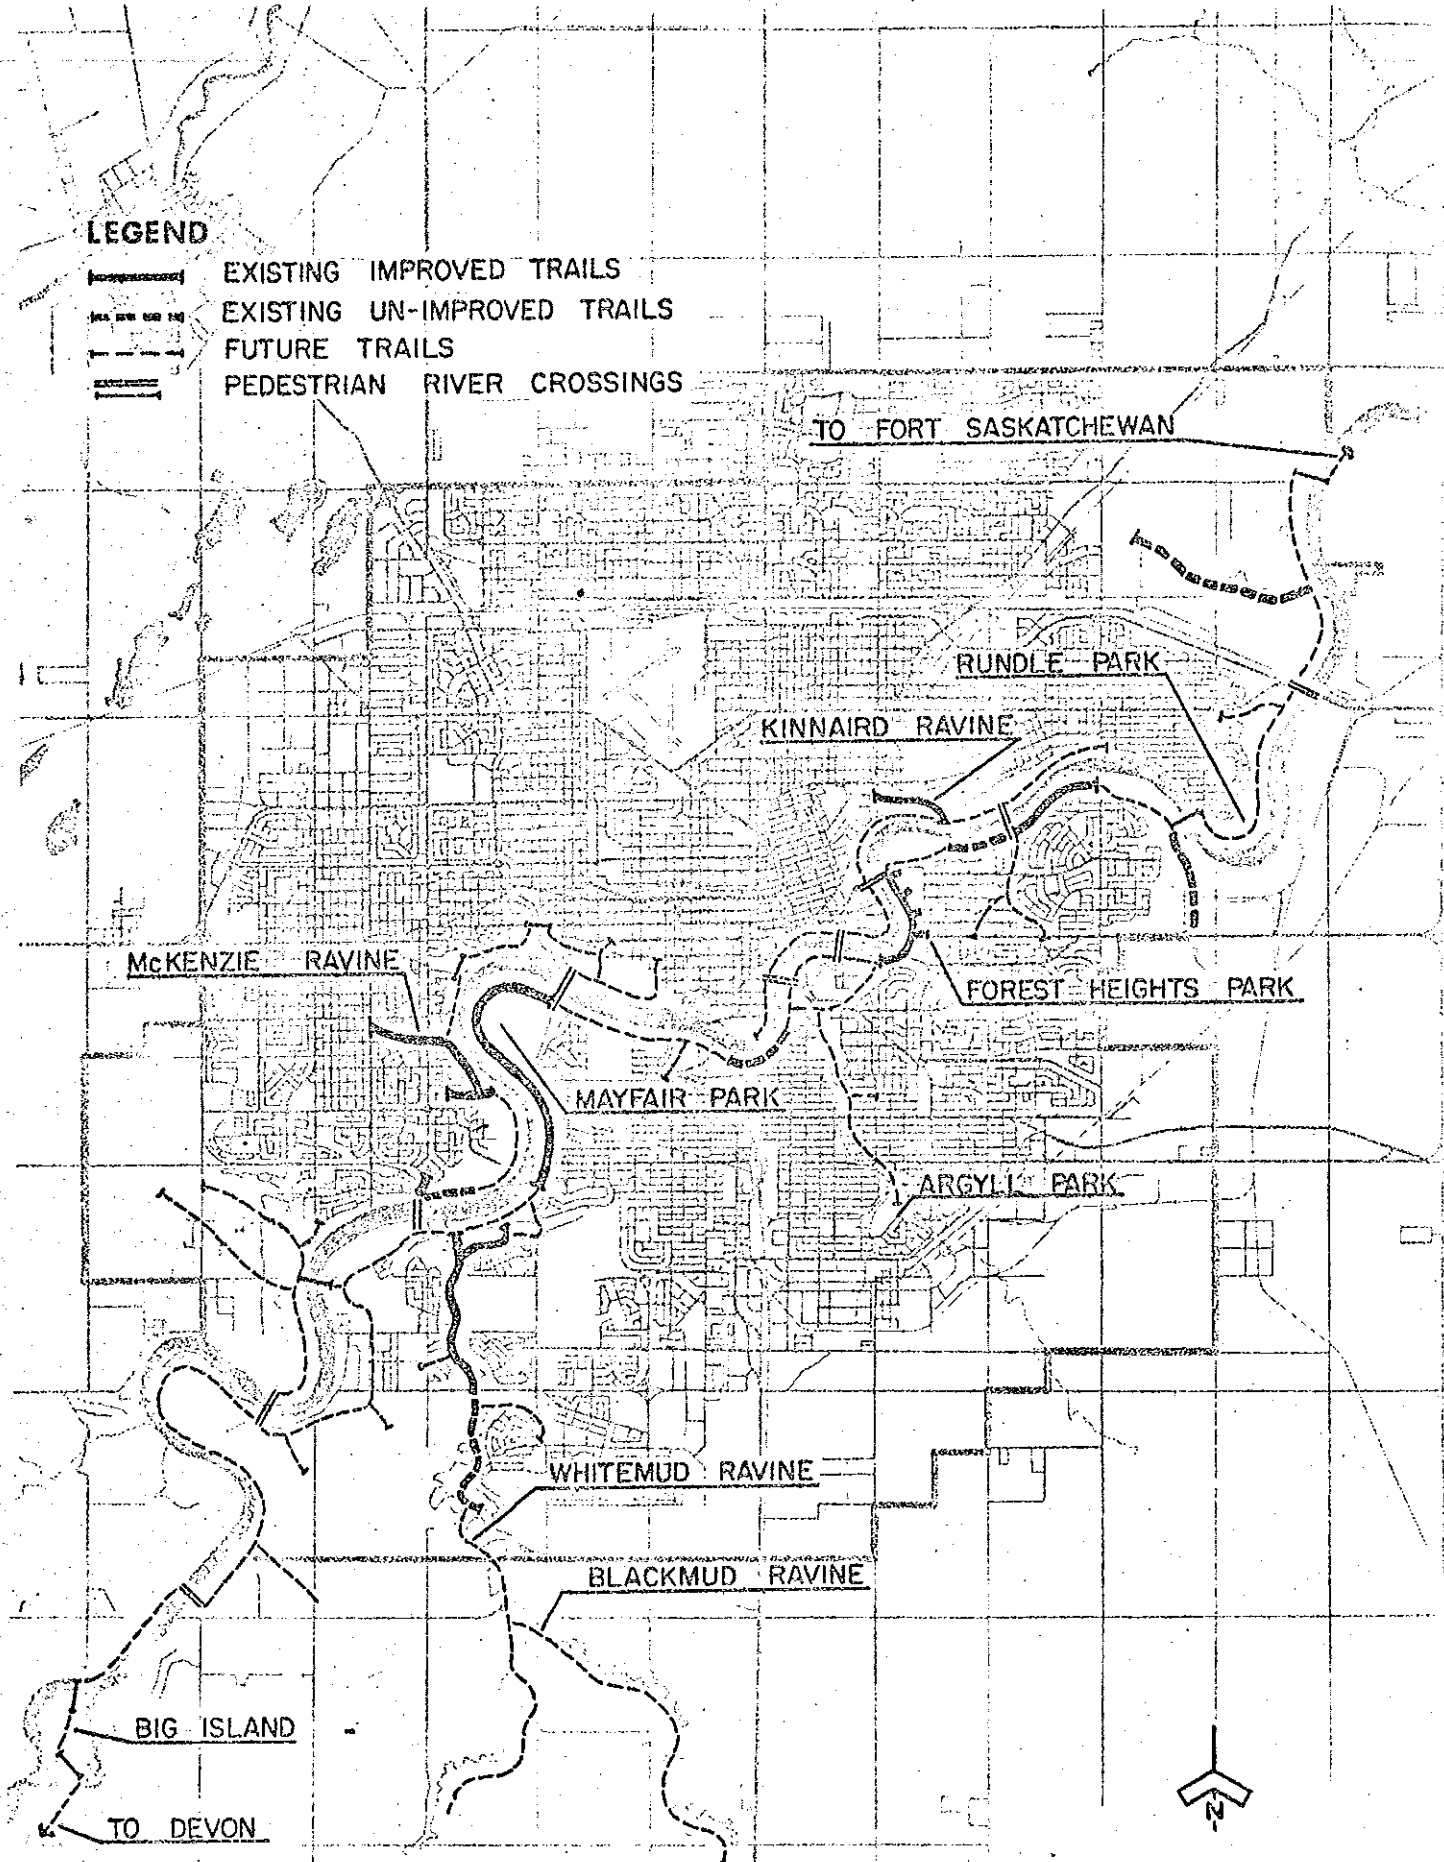 LEGEND
EXISTING IMPROVED TRAILS
EXISTING UN-IMPROVED TRAILS
FUTURE TRAILS
PEDESTRIAN RIVER CROSSINGS
TO FORT SASKATCHEWAN
RUNDLE PARK
KINNAIRD RAVINE
McKENZIE RAVINE
FOREST HEIGHTS PARK
MAYFAIR PARK
ARGYLL PARK
WHITEMUD RAVINE
BLACKMUD RAVINE
BIG ISLAND
TO DEVON
N